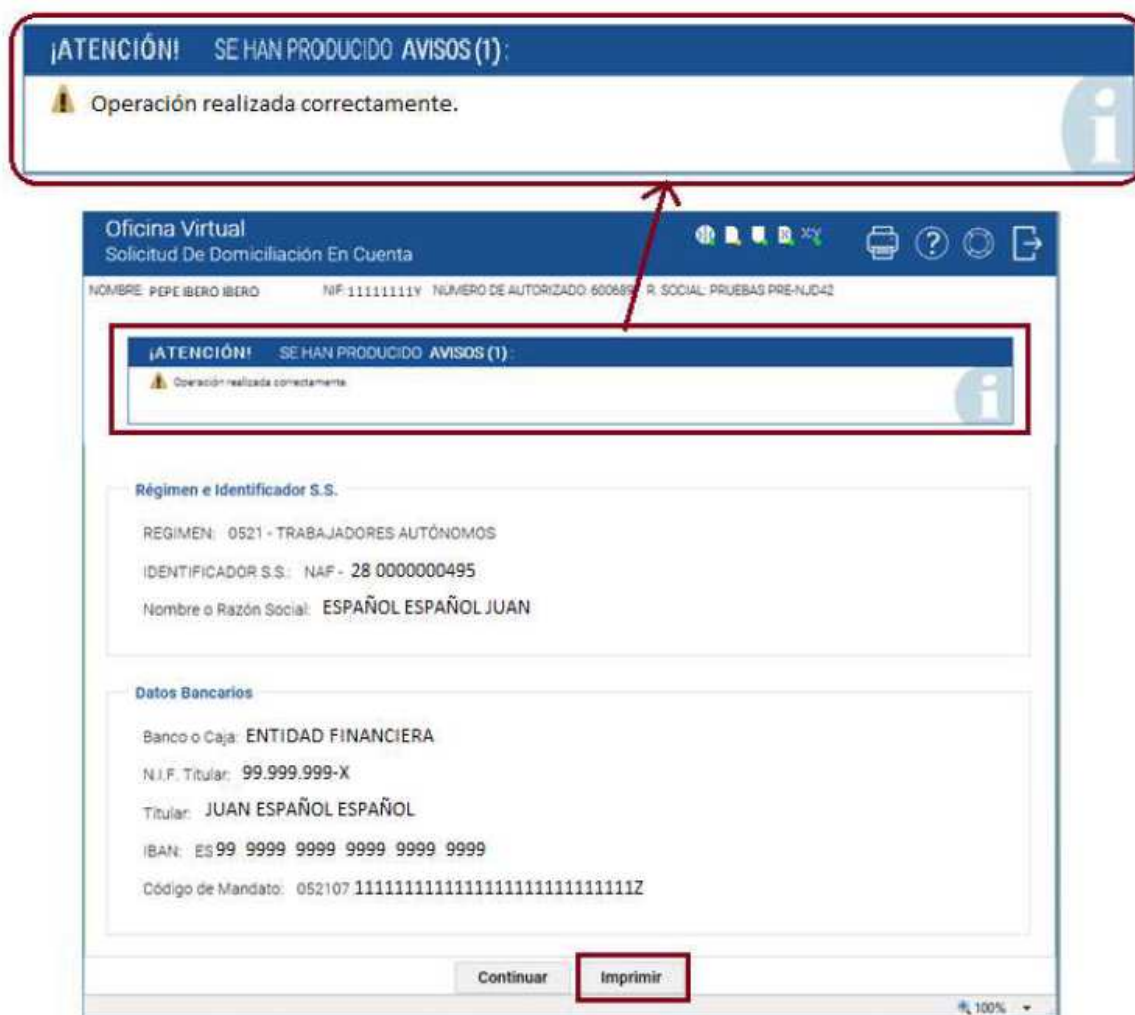 ¡ATENCIÓN! SE HAN PRODUCIDO AVISOS (1):
Operación realizada correctamente.
Oficina Virtual
Solicitud De Domiciliación En Cuenta
NOMBRE: PEPE IBERO IBERO NIF: 11111111Y NÚMERO DE AUTORIZADO: 600689 R. SOCIAL: PRUEBAS PRE-NJD42
¡ATENCIÓN! SE HAN PRODUCIDO AVISOS (1):
Operación realizada correctamente.
Régimen e Identificador S.S.
REGIMEN: 0521 - TRABAJADORES AUTÓNOMOS
IDENTIFICADOR S.S.: NAF - 28 0000000495
Nombre o Razón Social: ESPAÑOL ESPAÑOL JUAN
Datos Bancarios
Banco o Caja: ENTIDAD FINANCIERA
N.I.F. Titular: 99.999.999-X
Titular: JUAN ESPAÑOL ESPAÑOL
IBAN: ES 99 9999 9999 9999 9999 9999
Código de Mandato: 052107
Continuar Imprimir
100%